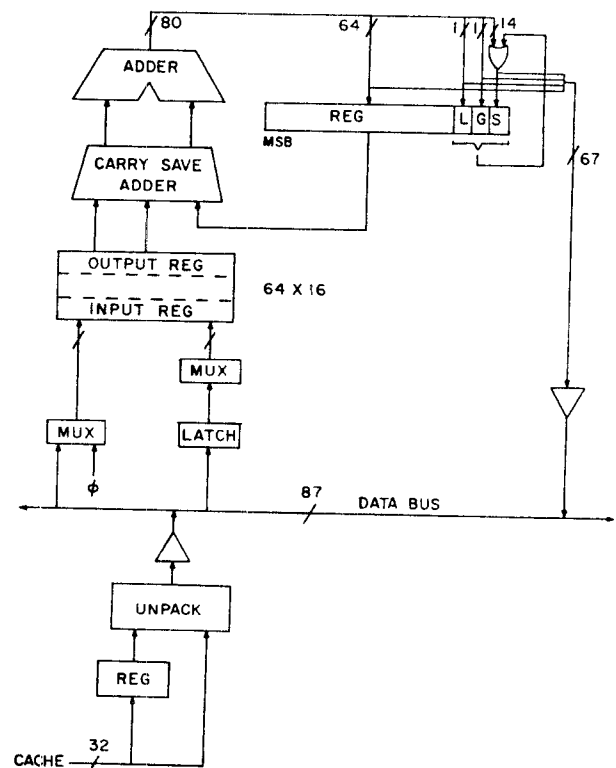 80
64
1
1
14
ADDER
REG
L
G
S
MSB
67
CARRY SAVE
ADDER
OUTPUT REG
INPUT REG
64 X 16
MUX
MUX
LATCH
φ
87
DATA BUS
UNPACK
REG
32
CACHE